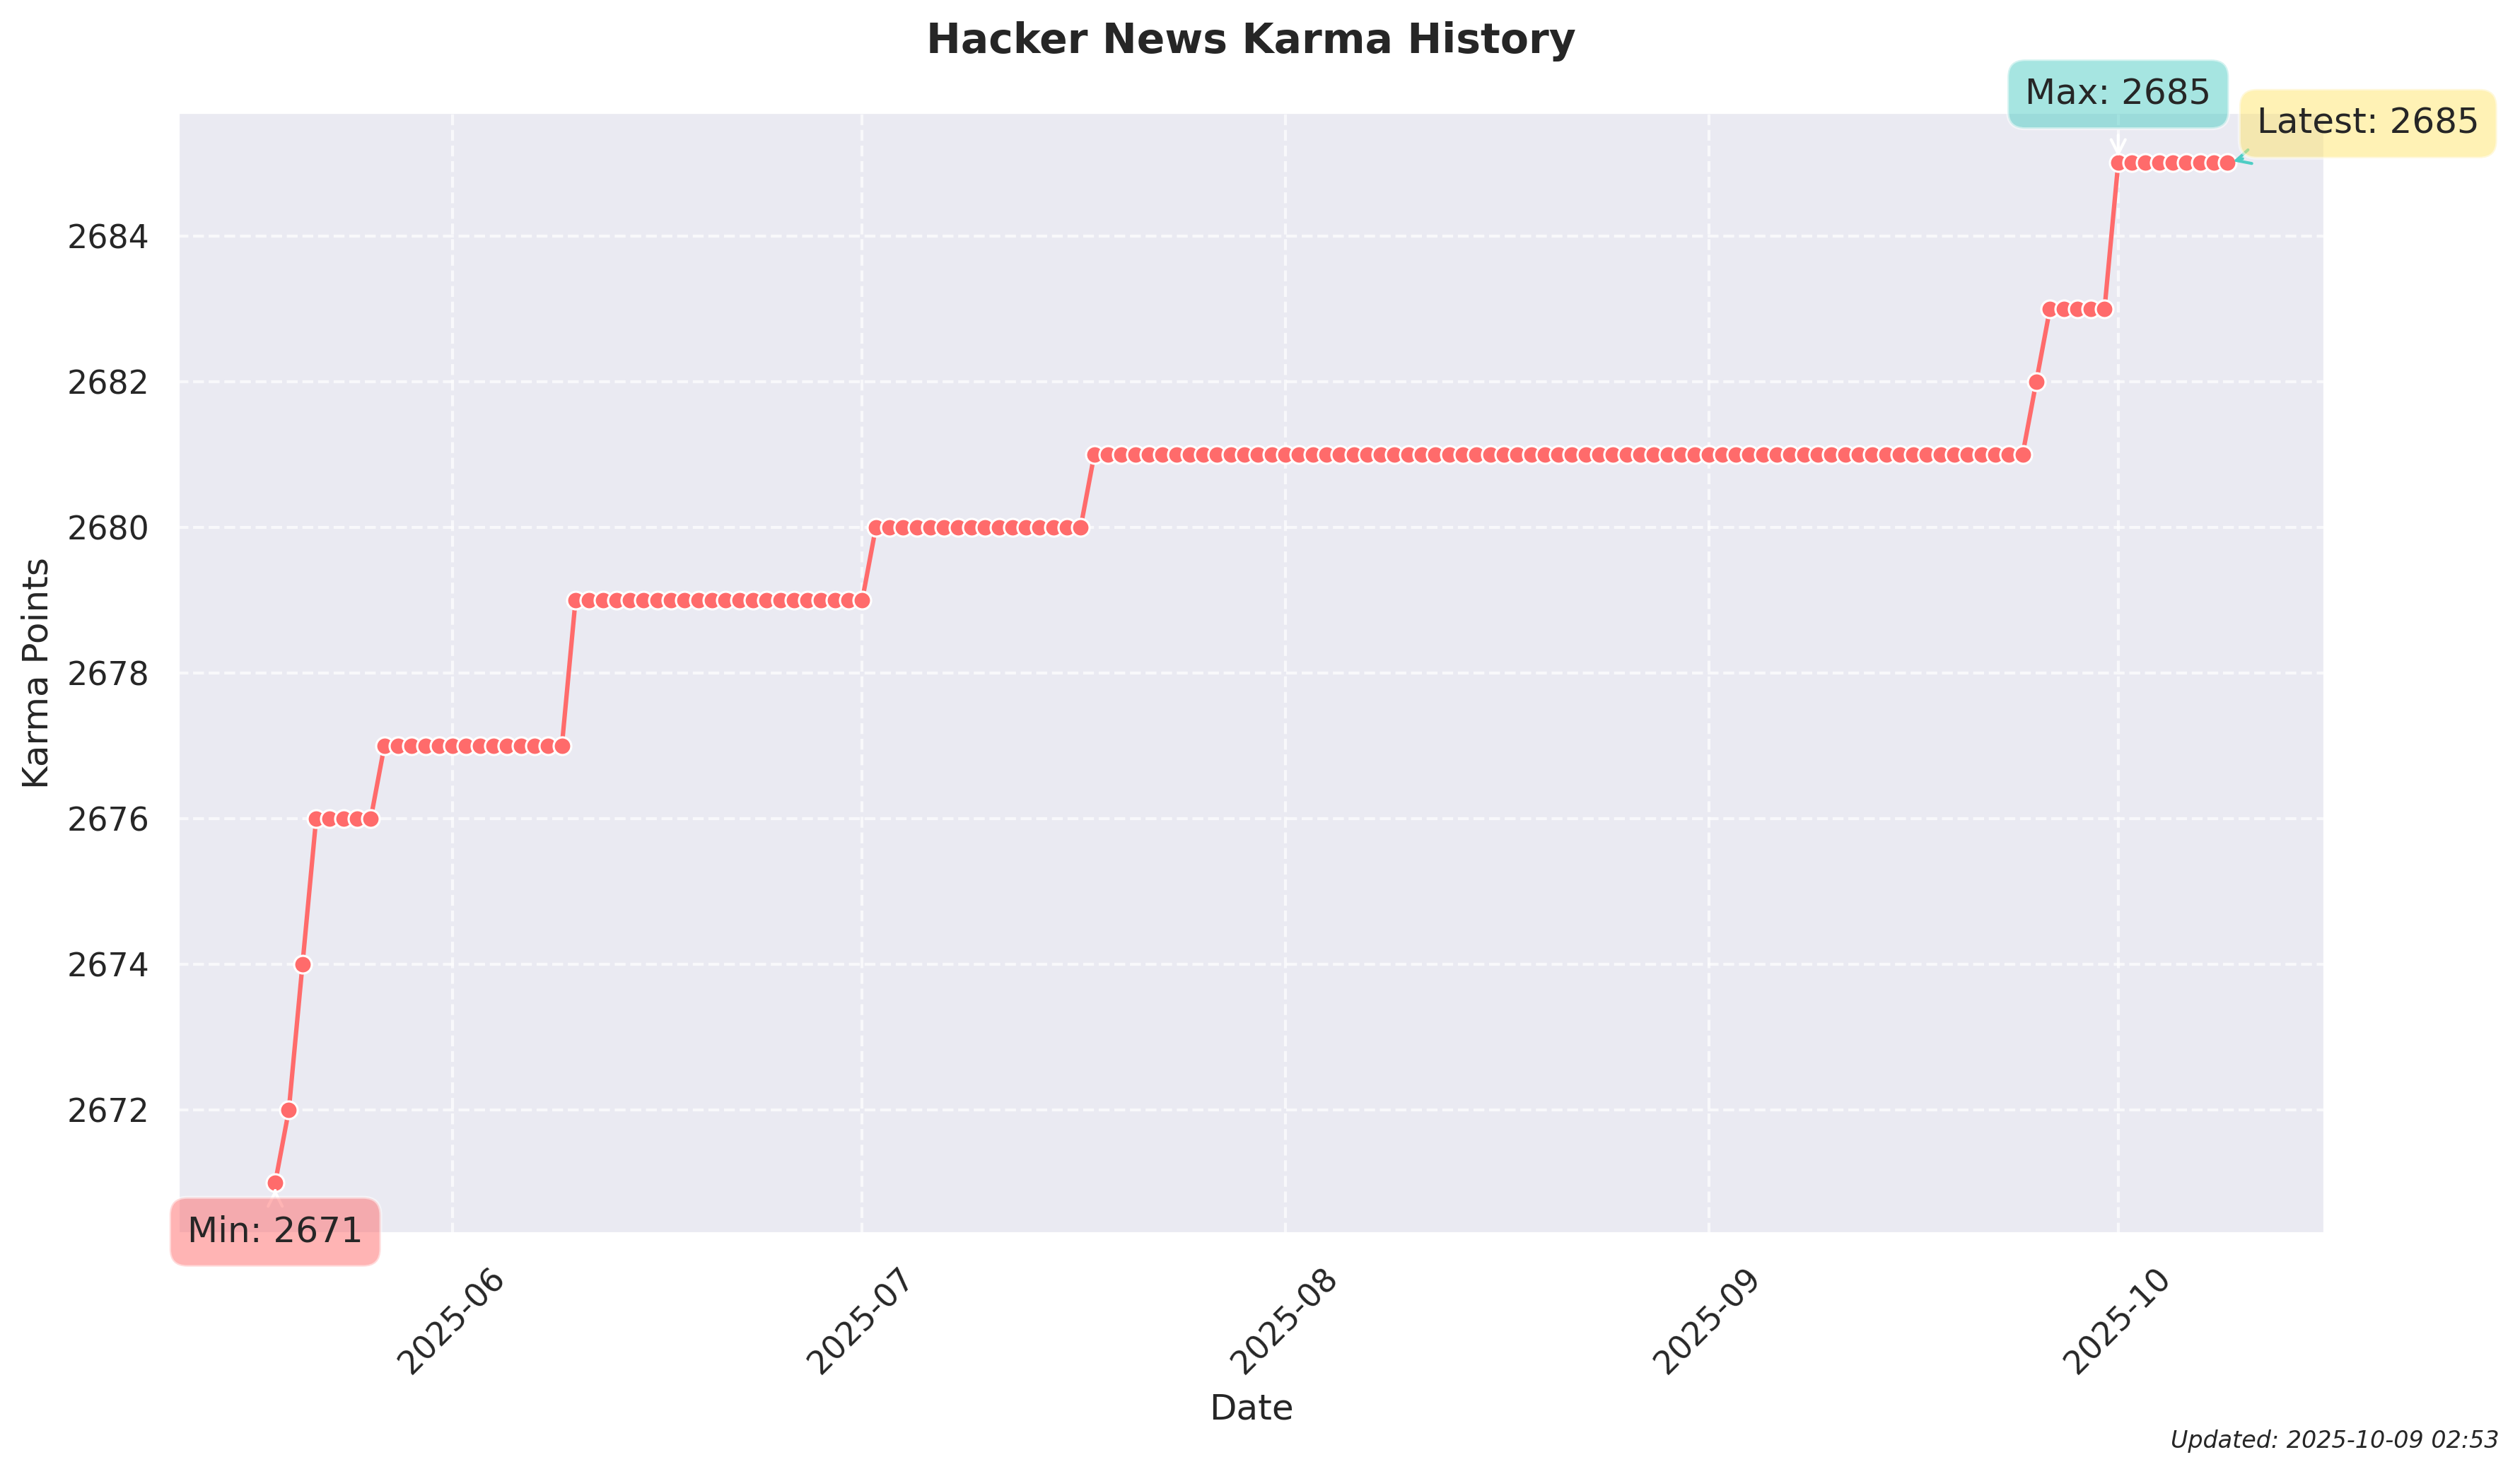 Hacker News Karma History
Max: 2685
Latest: 2685
2684
2682
2680
2678
2676
2674
2672
Karma Points
Min: 2671
2025-06
2025-07
2025-08
2025-09
2025-10
Date
Updated: 2025-10-09 02:53